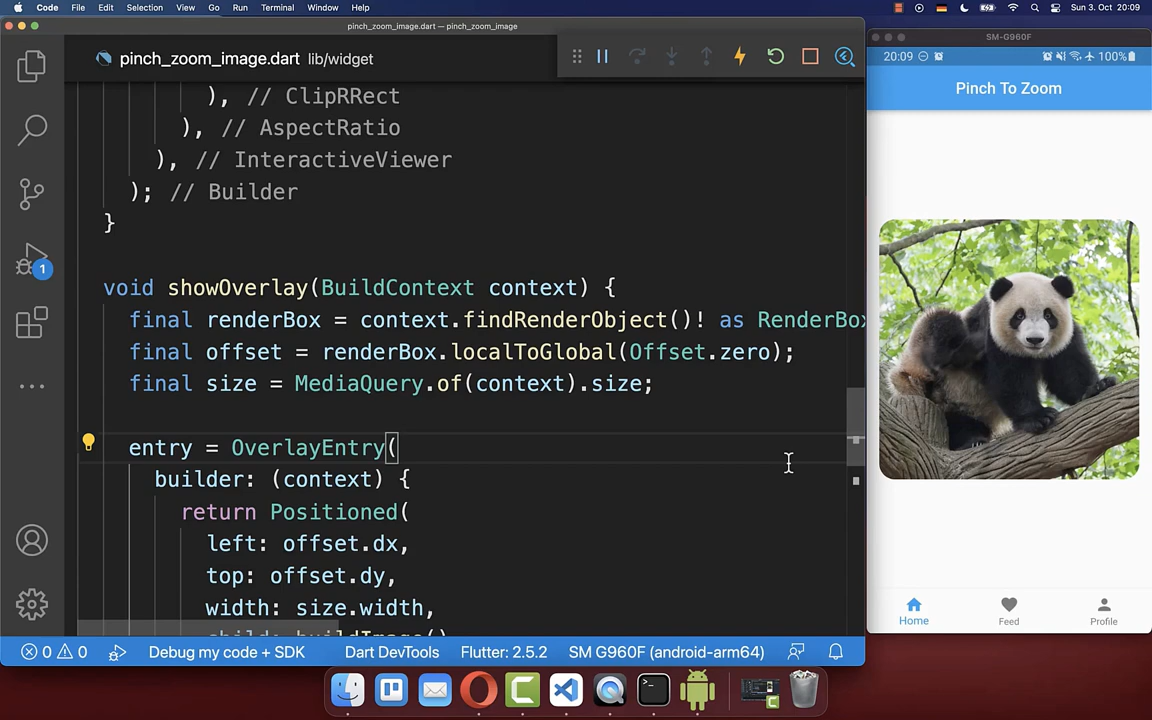 Code File Edit Selection View Go Run Terminal Window Help Sun 3. Oct 20:09
pinch_zoom_image.dart — pinch_zoom_image
SM-G960F
pinch_zoom_image.dart lib/widget
20:09 100%
Pinch To Zoom
), // ClipRRect
), // AspectRatio
), // InteractiveViewer
); // Builder
}
void showOverlay(BuildContext context) {
final renderBox = context.findRenderObject()! as RenderBox
final offset = renderBox.localToGlobal(Offset.zero);
final size = MediaQuery.of(context).size;
entry = OverlayEntry(
builder: (context) {
return Positioned(
left: offset.dx,
top: offset.dy,
width: size.width,
child: buildImage()
1
Home Feed Profile
0 0 Debug my code + SDK Dart DevTools Flutter: 2.5.2 SM G960F (android-arm64)